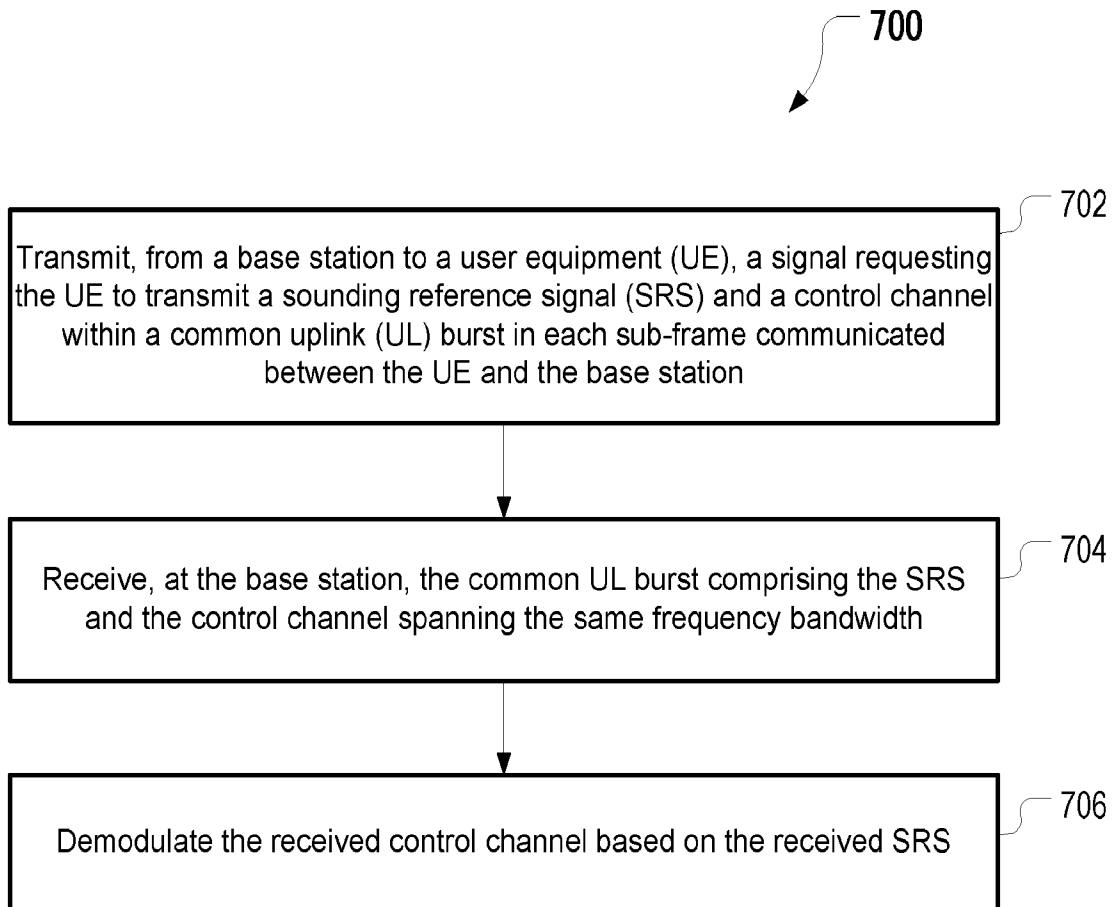 700
702
Transmit, from a base station to a user equipment (UE), a signal requesting
the UE to transmit a sounding reference signal (SRS) and a control channel
within a common uplink (UL) burst in each sub-frame communicated
between the UE and the base station
704
Receive, at the base station, the common UL burst comprising the SRS
and the control channel spanning the same frequency bandwidth
706
Demodulate the received control channel based on the received SRS